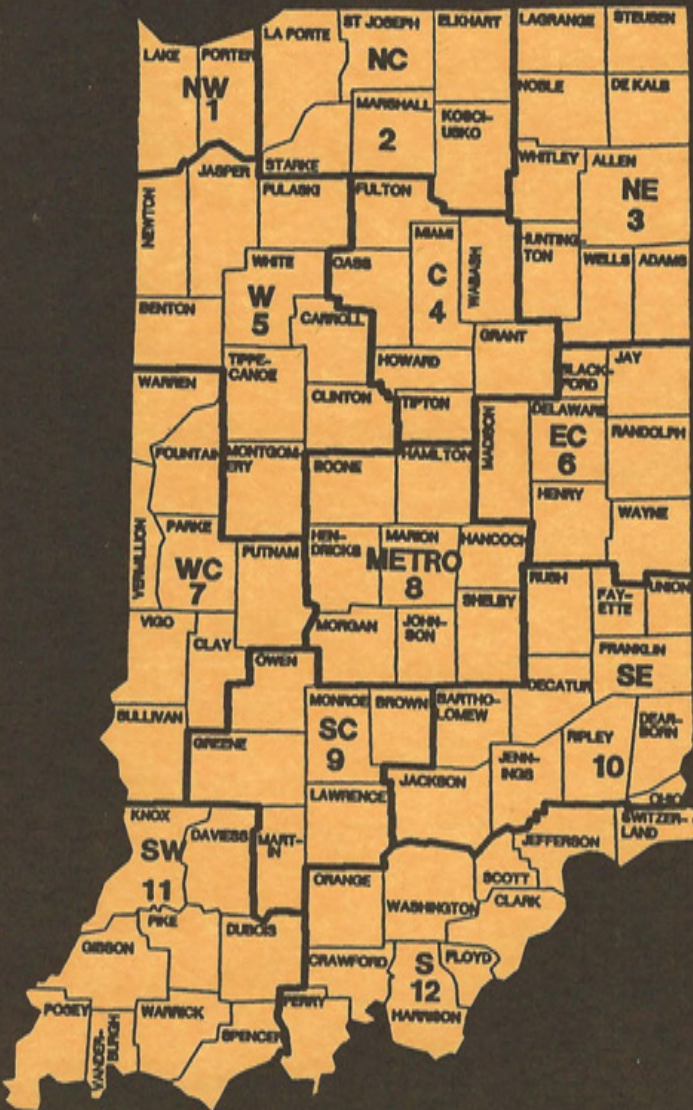 LAKE
PORTER
NW
1
LA PORTE
ST JOSEPH
NC
ELKHART
MARSHALL
2
KOSCI-
USKO
STARKE
LAGRANGE
STEUBEN
NOBLE
DE KALB
WHITLEY
ALLEN
NE
3
HUNTING
TON
WELLS
ADAMS
NEWTON
JASPER
PULASKI
WHITE
W
5
BENTON
CARROLL
TIPPE-
CANOE
CLINTON
MONTGOM-
ERY
FULTON
CASS
MIAMI
C
4
WABASH
GRANT
HOWARD
TIPTON
BLACK-
FORD
JAY
MADISON
DELAWARE
EC
6
RANDOLPH
HENRY
WAYNE
WARREN
FOUNTAIN
VERMILLION
PARKE
WC
7
PUTNAM
VIGO
CLAY
SULLIVAN
BOONE
HAMILTON
HEN-
DRICKS
MARION
METRO
8
HANCOCK
MORGAN
JOHN-
SON
SHELBY
RUSH
FAY-
ETTE
UNION
FRANKLIN
SE
DECATUR
BARTHO-
LOMEW
RIPLEY
10
DEAR-
BORN
JENN-
INGS
JACKSON
OHIO
OWEN
MONROE
BROWN
SC
9
GREENE
LAWRENCE
MART-
IN
KNOX
DAVIESS
SW
11
PIKE
DUBOIS
GIBSON
POSEY
VANDER-
BURGH
WARRICK
SPENCER
SWITZER-
LAND
JEFFERSON
SCOTT
CLARK
ORANGE
WASHINGTON
CRAWFORD
S
12
FLOYD
HARRISON
PERRY